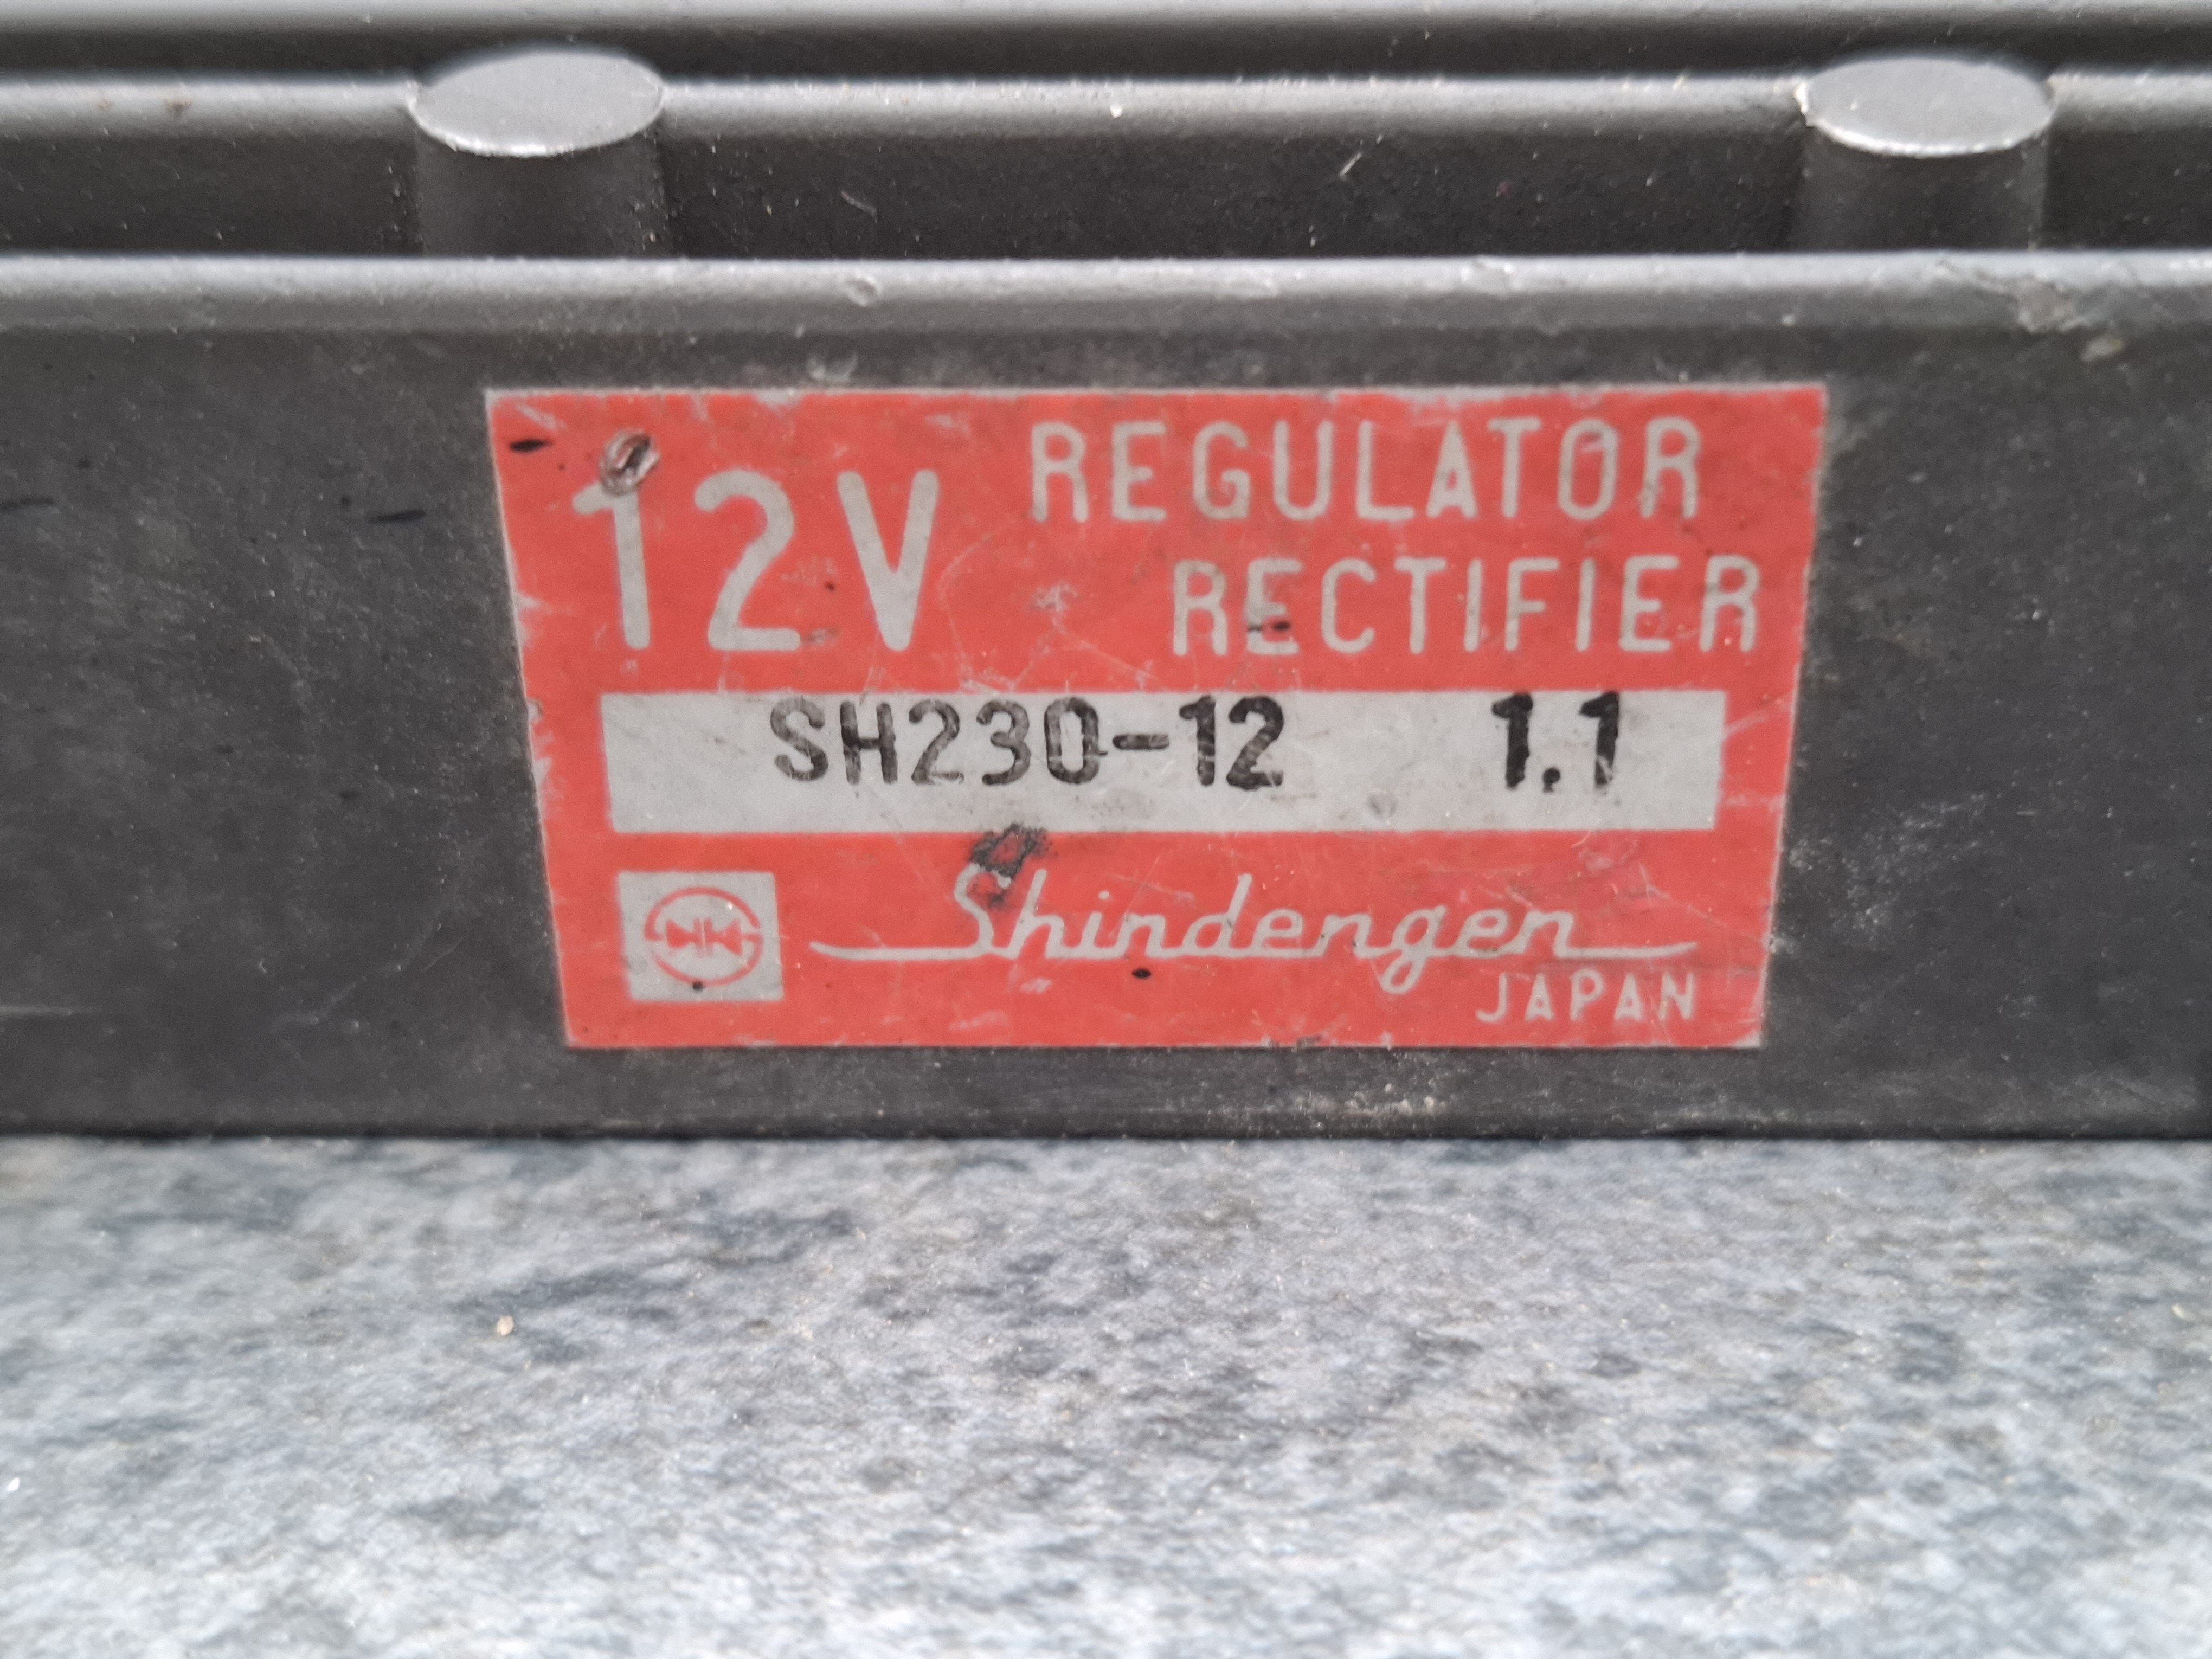 12V REGULATOR
RECTIFIER
SH230-12 1.1
Shindengen
JAPAN